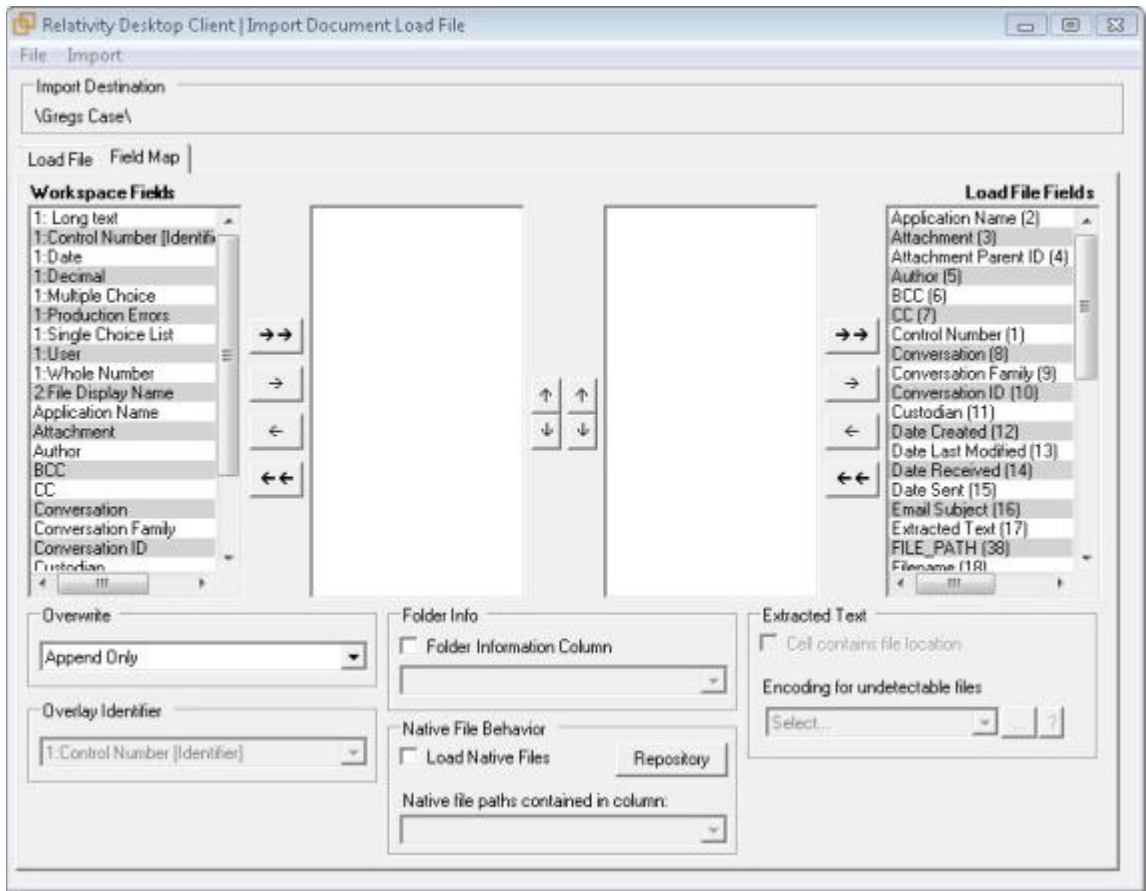 Relativity Desktop Client | Import Document Load File
File Import
Import Destination
\Gregs Case\
Load File Field Map
Workspace Fields
1: Long text
1:Control Number [Identifi
1:Date
1:Decimal
1:Multiple Choice
1:Production Errors
1:Single Choice List
1:User
1:Whole Number
2:File Display Name
Application Name
Attachment
Author
BCC
CC
Conversation
Conversation Family
Conversation ID
Custodian
Load File Fields
Application Name (2)
Attachment (3)
Attachment Parent ID (4)
Author (5)
BCC (6)
CC (7)
Control Number (1)
Conversation (8)
Conversation Family (9)
Conversation ID (10)
Custodian (11)
Date Created (12)
Date Last Modified (13)
Date Received (14)
Date Sent (15)
Email Subject (16)
Extracted Text (17)
FILE_PATH (38)
Filename (18)
Overwrite
Append Only
Overlay Identifier
1:Control Number [Identifier]
Folder Info
Folder Information Column
Native File Behavior
Load Native Files
Repository
Native file paths contained in column:
Extracted Text
Cell contains file location
Encoding for undetectable files
Select...
... ?